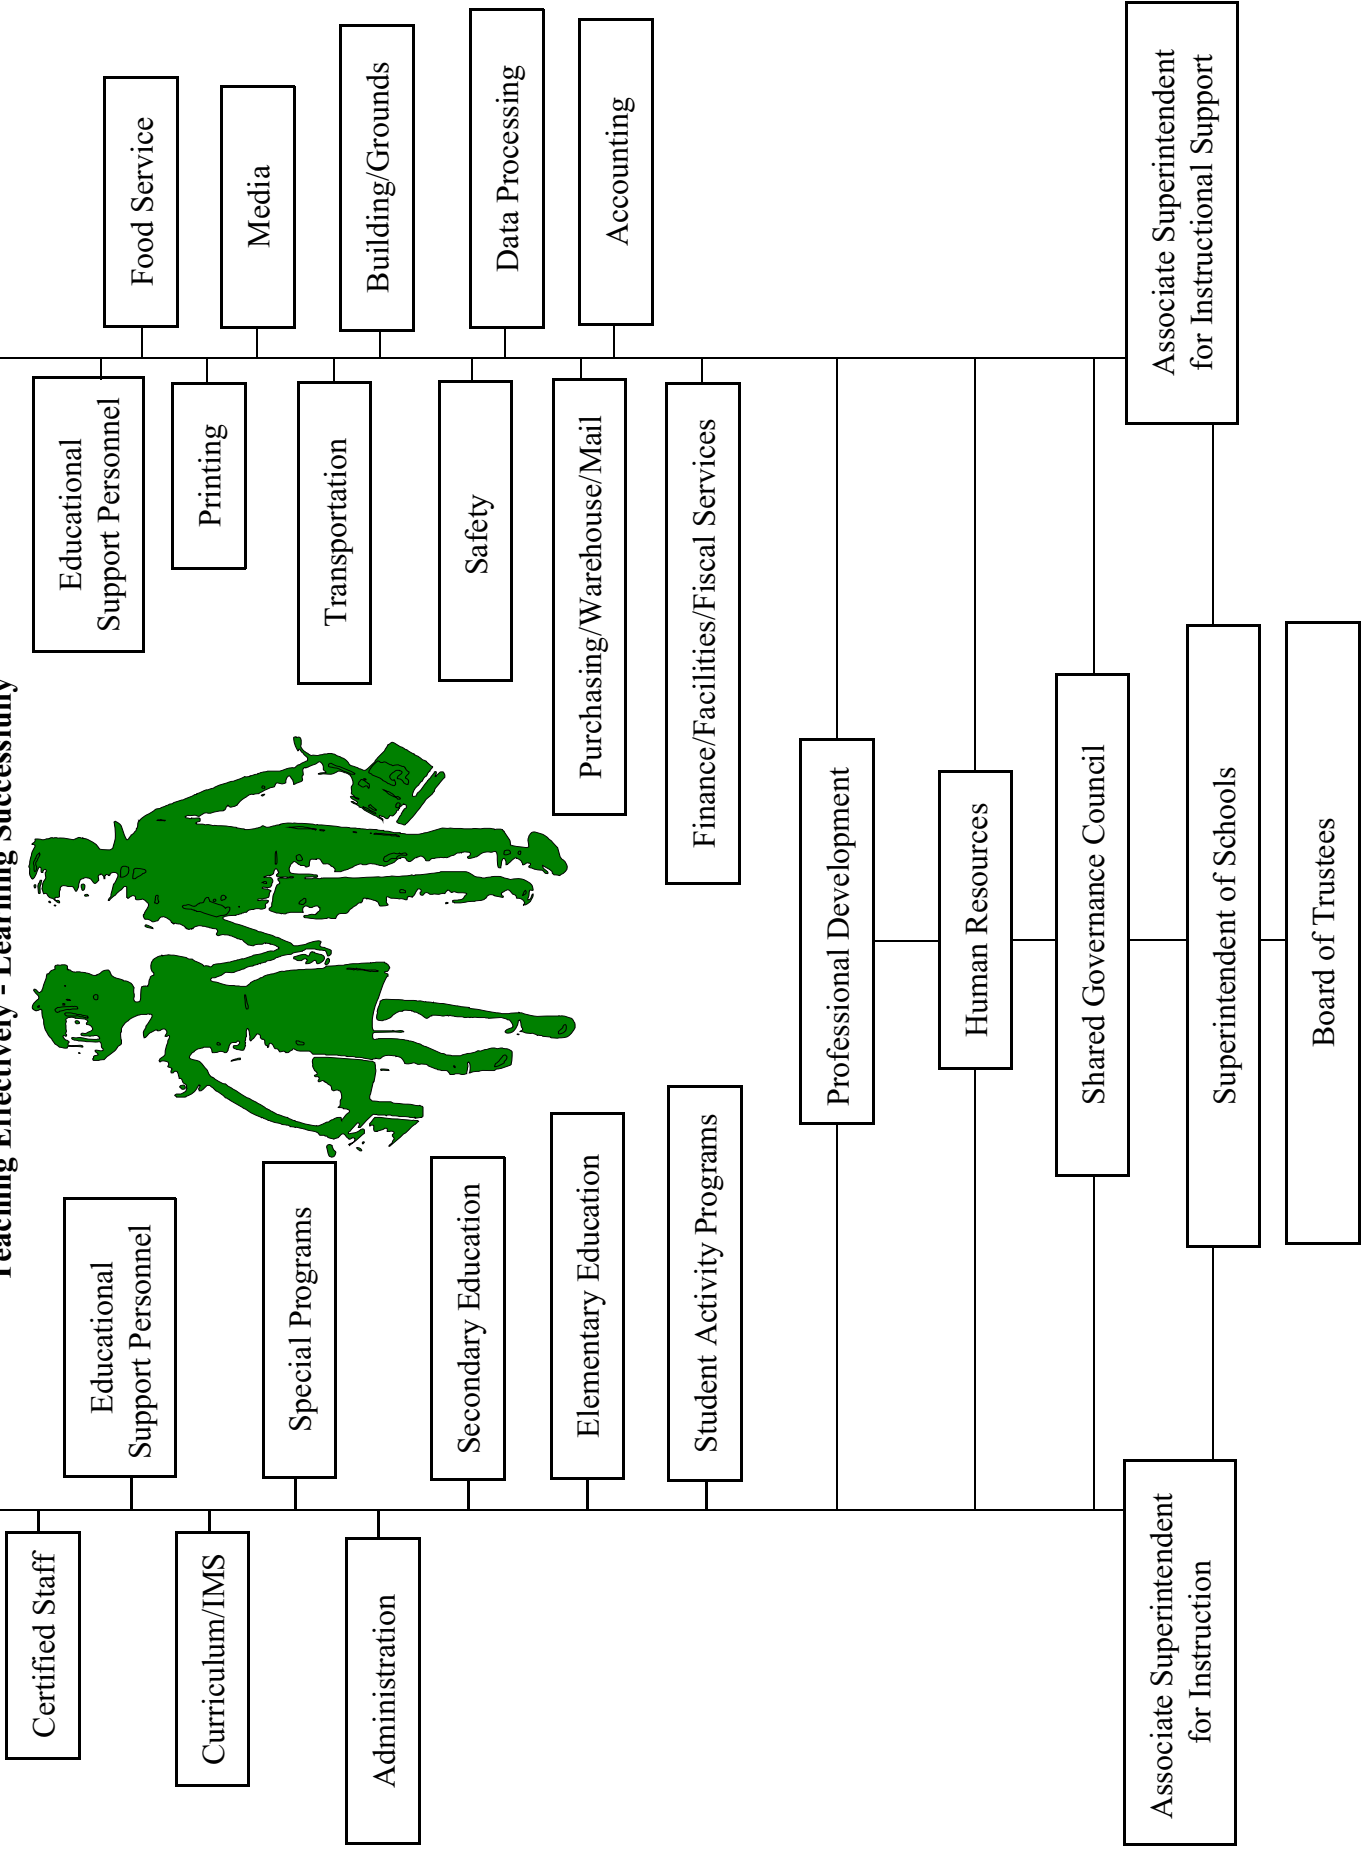 Teaching Effectively - Learning Successfully
Certified Staff
Educational
Support Personnel
Educational
Support Personnel
Food Service
Curriculum/IMS
Printing
Media
Special Programs
Transportation
Administration
Building/Grounds
Secondary Education
Safety
Data Processing
Elementary Education
Purchasing/Warehouse/Mail
Accounting
Student Activity Programs
Finance/Facilities/Fiscal Services
Professional Development
Human Resources
Shared Governance Council
Associate Superintendent
for Instruction
Superintendent of Schools
Associate Superintendent
for Instructional Support
Board of Trustees